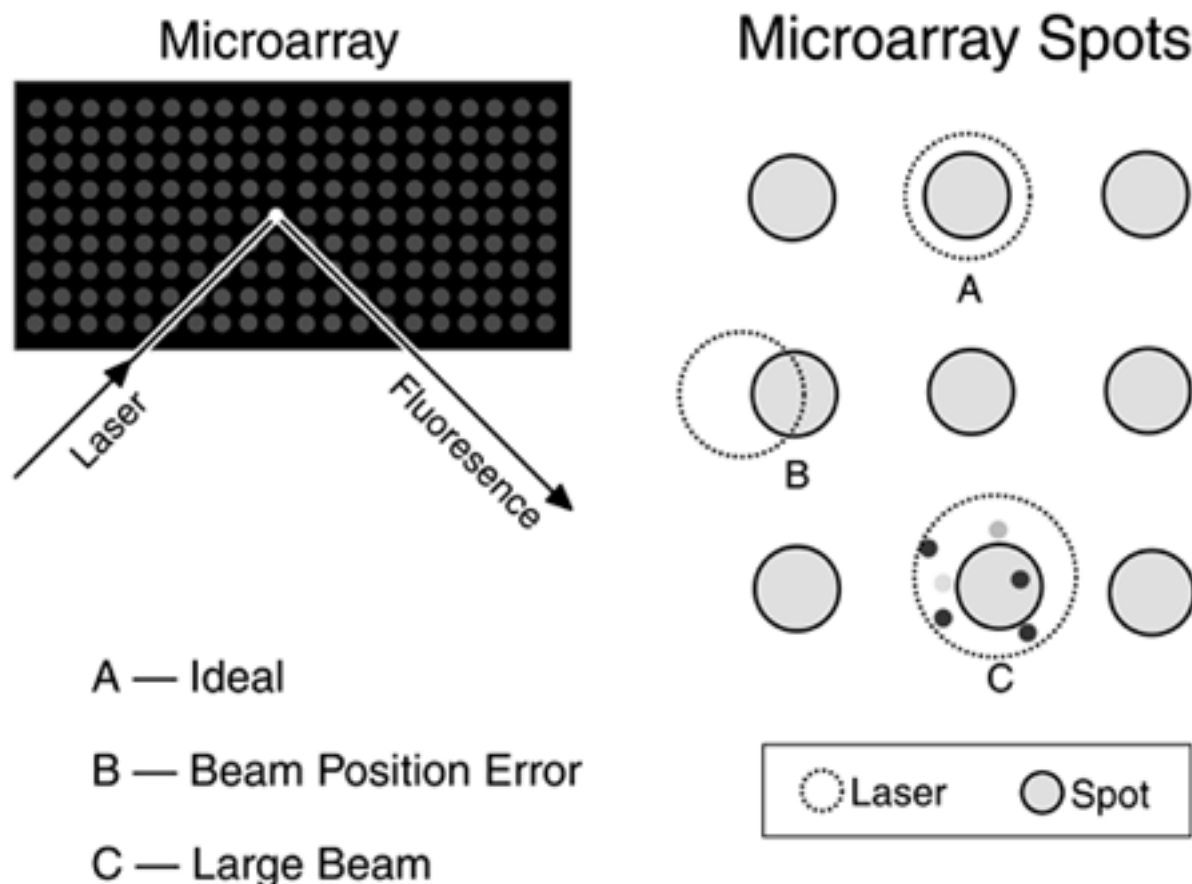 Microarray
Microarray Spots
Laser
Fluoresence
A
B
C
A — Ideal
B — Beam Position Error
C — Large Beam
Laser
Spot